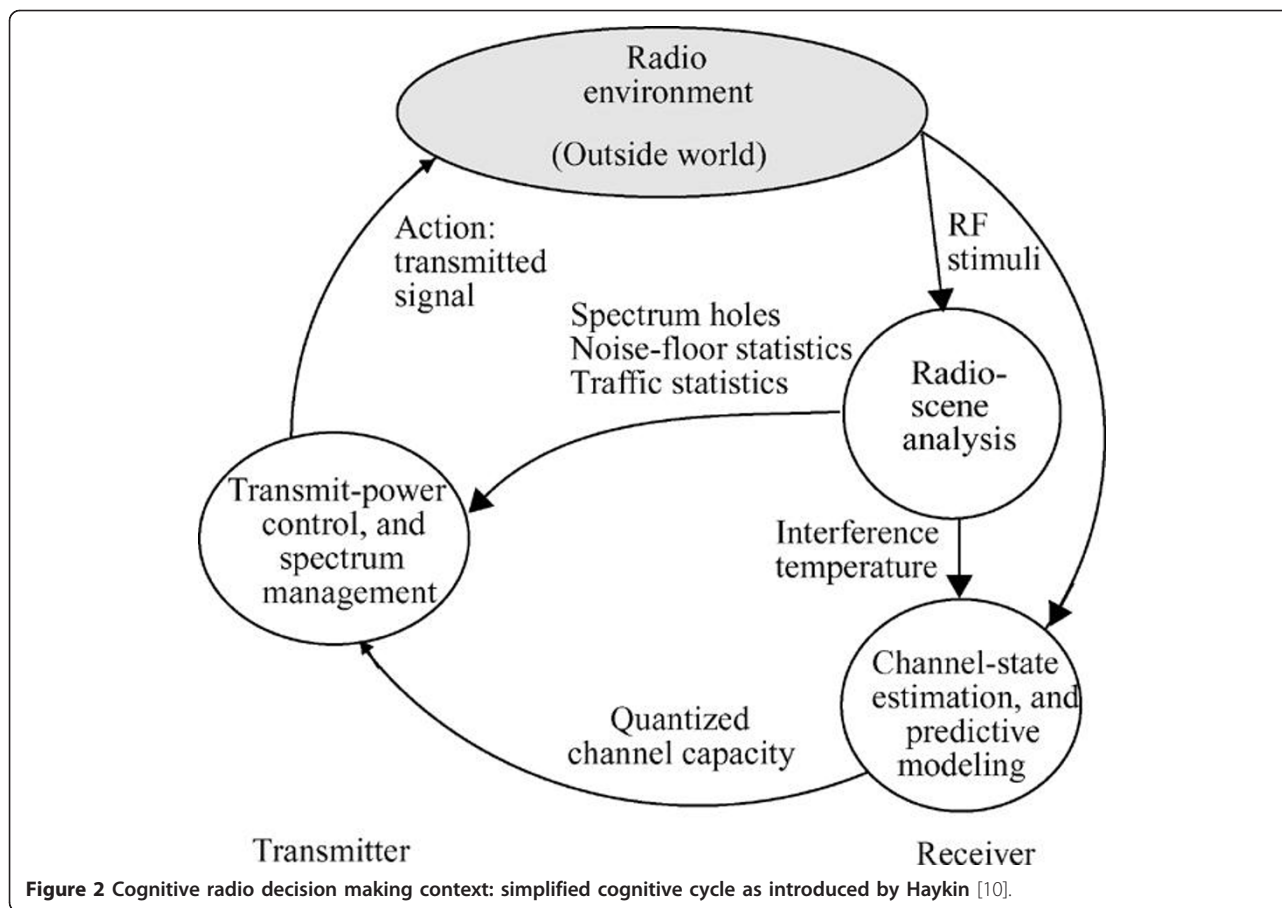 Radio
environment
(Outside world)
Action:
transmitted
signal
RF
stimuli
Spectrum holes
Noise-floor statistics
Traffic statistics
Radio-
scene
analysis
Transmit-power
control, and
spectrum
management
Interference
temperature
Channel-state
estimation, and
predictive
modeling
Quantized
channel capacity
Transmitter
Receiver
Figure 2 Cognitive radio decision making context: simplified cognitive cycle as introduced by Haykin [10].